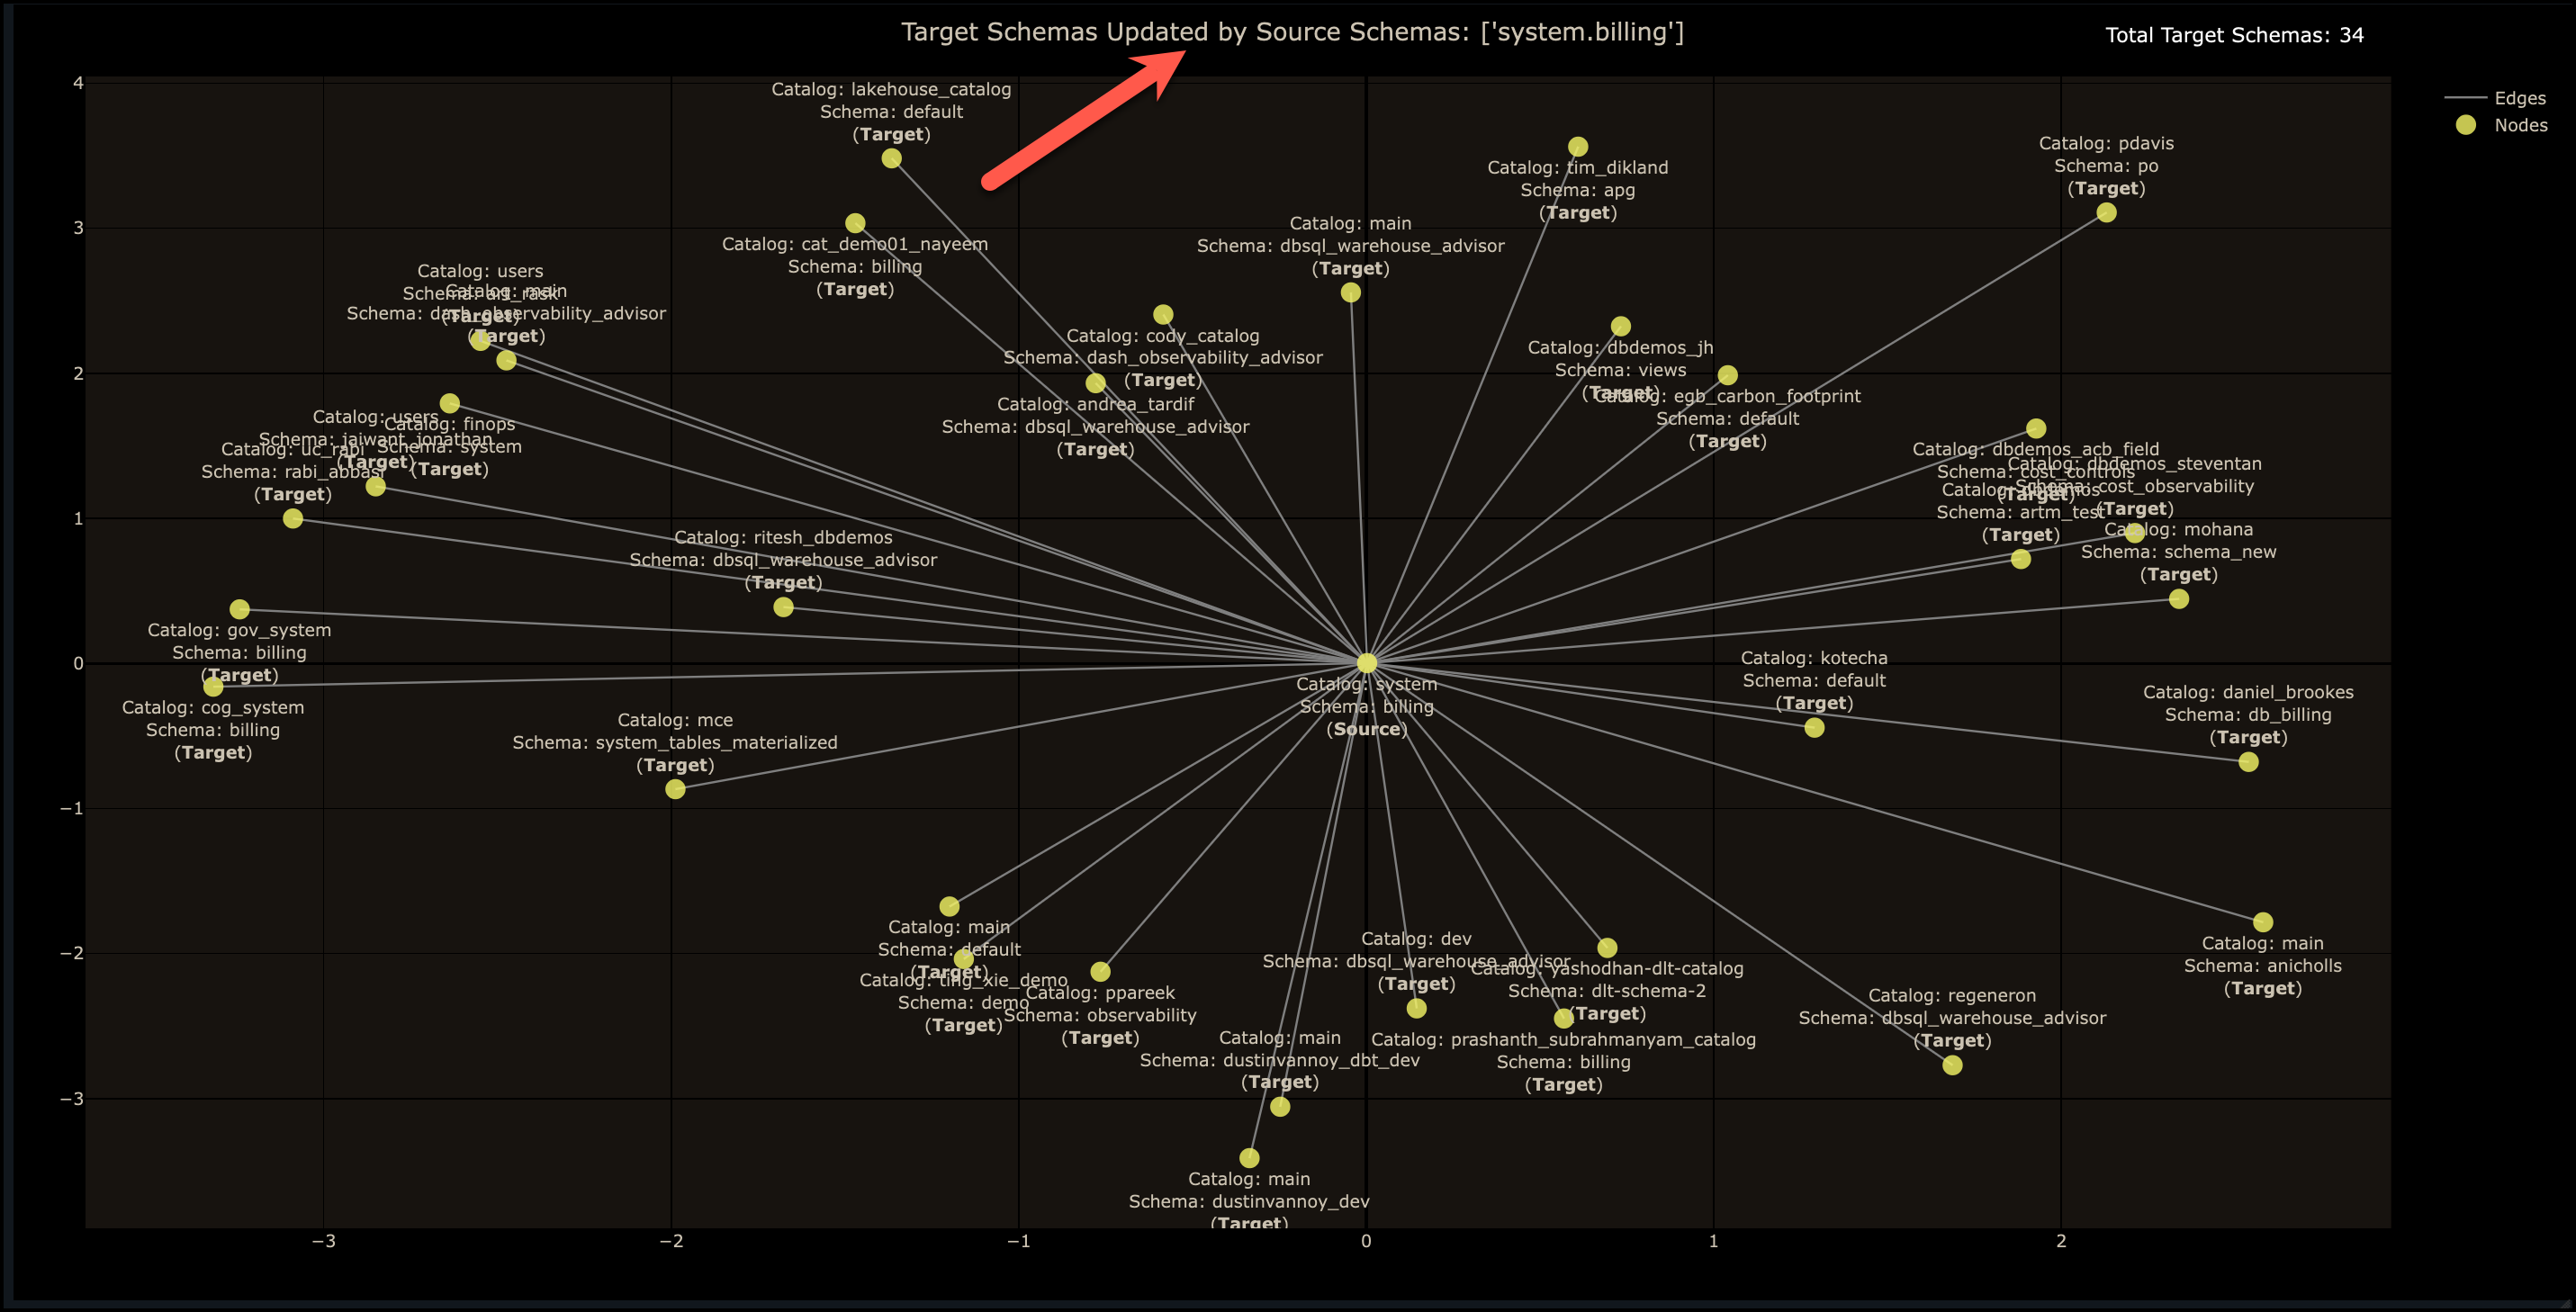 Target Schemas Updated by Source Schemas: ['system.billing']
Total Target Schemas: 34
Edges
Nodes
4
3
2
1
0
−1
−2
−3
Catalog: lakehouse_catalog
Schema: default
(Target)
Catalog: cat_demo01_nayeem
Schema: billing
(Target)
Catalog: tim_dikland
Schema: apg
(Target)
Catalog: pdavis
Schema: po
(Target)
Catalog: main
Schema: dbsql_warehouse_advisor
(Target)
Catalog: users
(Target)
Catalog: main
Schema: dash_observability_advisor
(Target)
Catalog: cody_catalog
Schema: dash_observability_advisor
(Target)
Catalog: andrea_tardif
Schema: dbsql_warehouse_advisor
(Target)
Catalog: dbdemos_jh
Schema: views
(Target)
Catalog: egb_carbon_footprint
Schema: default
(Target)
Catalog: users
Schema: jaiwant_jonathan
(Target)
Catalog: finops
Schema: system
(Target)
Catalog: uc_rabi
Schema: rabi_abbasi
(Target)
Catalog: dbdemos_acb_field
Schema: cost_controls
(Target)
Catalog: dbdemos_steventan
Schema: cost_observability
(Target)
Catalog: dbdemos
Schema: artm_test
(Target)
Catalog: mohana
Schema: schema_new
(Target)
Catalog: ritesh_dbdemos
Schema: dbsql_warehouse_advisor
(Target)
Catalog: gov_system
Schema: billing
(Target)
Catalog: cog_system
Schema: billing
(Target)
Catalog: mce
Schema: system_tables_materialized
(Target)
Catalog: system
Schema: billing
(Source)
Catalog: kotecha
Schema: default
(Target)
Catalog: daniel_brookes
Schema: db_billing
(Target)
Catalog: main
Schema: default
(Target)
Catalog: ting_xie_demo
Schema: demo
(Target)
Catalog: ppareek
Schema: observability
(Target)
Catalog: dev
Schema: dbsql_warehouse_advisor
(Target)
Catalog: yashodhan-dlt-catalog
Schema: dlt-schema-2
(Target)
Catalog: prashanth_subrahmanyam_catalog
Schema: billing
(Target)
Catalog: main
Schema: anicholls
(Target)
Catalog: regeneron
Schema: dbsql_warehouse_advisor
(Target)
Catalog: main
Schema: dustinvannoy_dbt_dev
(Target)
Catalog: main
Schema: dustinvannoy_dev
(Target)
−3
−2
−1
0
1
2